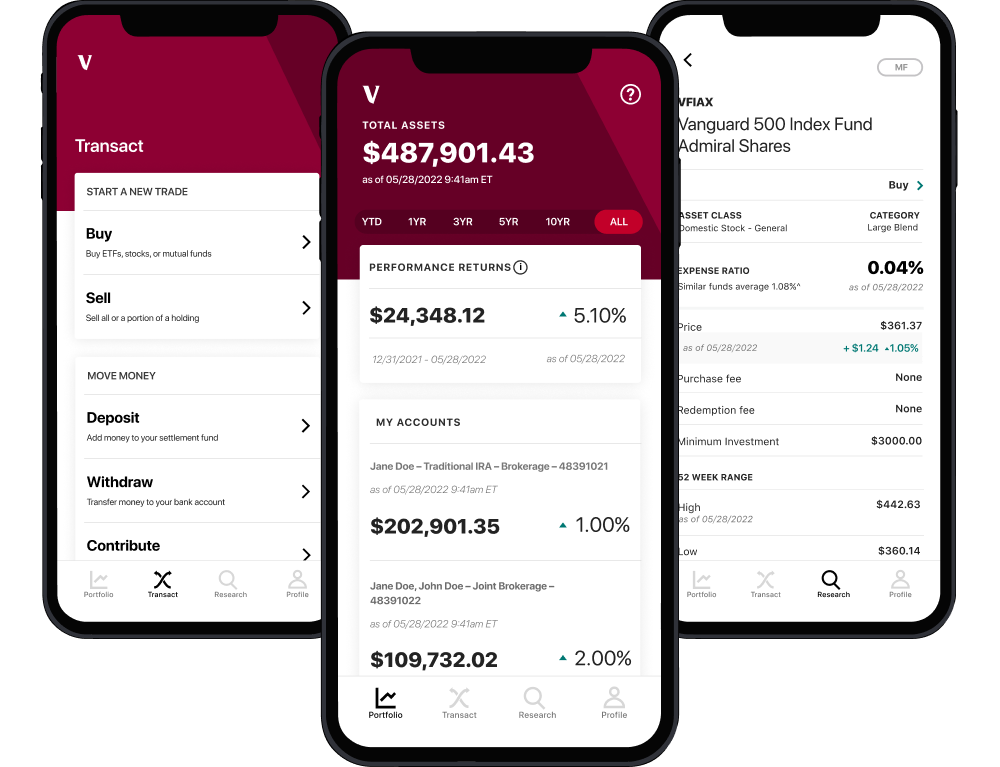 V
Transact
START A NEW TRADE
Buy
Buy ETFs, stocks, or mutual funds
Sell
Sell all or a portion of a holding
MOVE MONEY
Deposit
Add money to your settlement fund
Withdraw
Transfer money to your bank account
Contribute
Portfolio
Transact
Research
Profile
V
?
TOTAL ASSETS
$487,901.43
as of 05/28/2022 9:41am ET
YTD 1YR 3YR 5YR 10YR ALL
PERFORMANCE RETURNS i
$24,348.12 5.10%
12/31/2021 - 05/28/2022 as of 05/28/2022
MY ACCOUNTS
Jane Doe – Traditional IRA – Brokerage – 48391021
as of 05/28/2022 9:41am ET
$202,901.35 1.00%
Jane Doe, John Doe – Joint Brokerage –
48391022
as of 05/28/2022 9:41am ET
$109,732.02 2.00%
Portfolio Transact Research Profile
MF
VFIAX
Vanguard 500 Index Fund
Admiral Shares
Buy
ASSET CLASS CATEGORY
Domestic Stock - General Large Blend
EXPENSE RATIO 0.04%
Similar funds average 1.08%^ as of 05/28/2022
Price $361.37
as of 05/28/2022 + $1.24 1.05%
Purchase fee None
Redemption fee None
Minimum Investment $3000.00
52 WEEK RANGE
High $442.63
as of 05/28/2022
Low $360.14
Portfolio Transact Research Profile